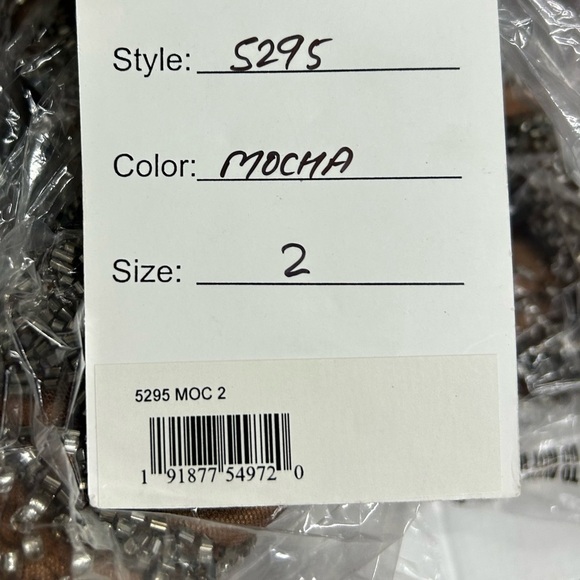 Style: 5295
Color: MOCHA
Size: 2
5295 MOC 2
1 91877 54972 0